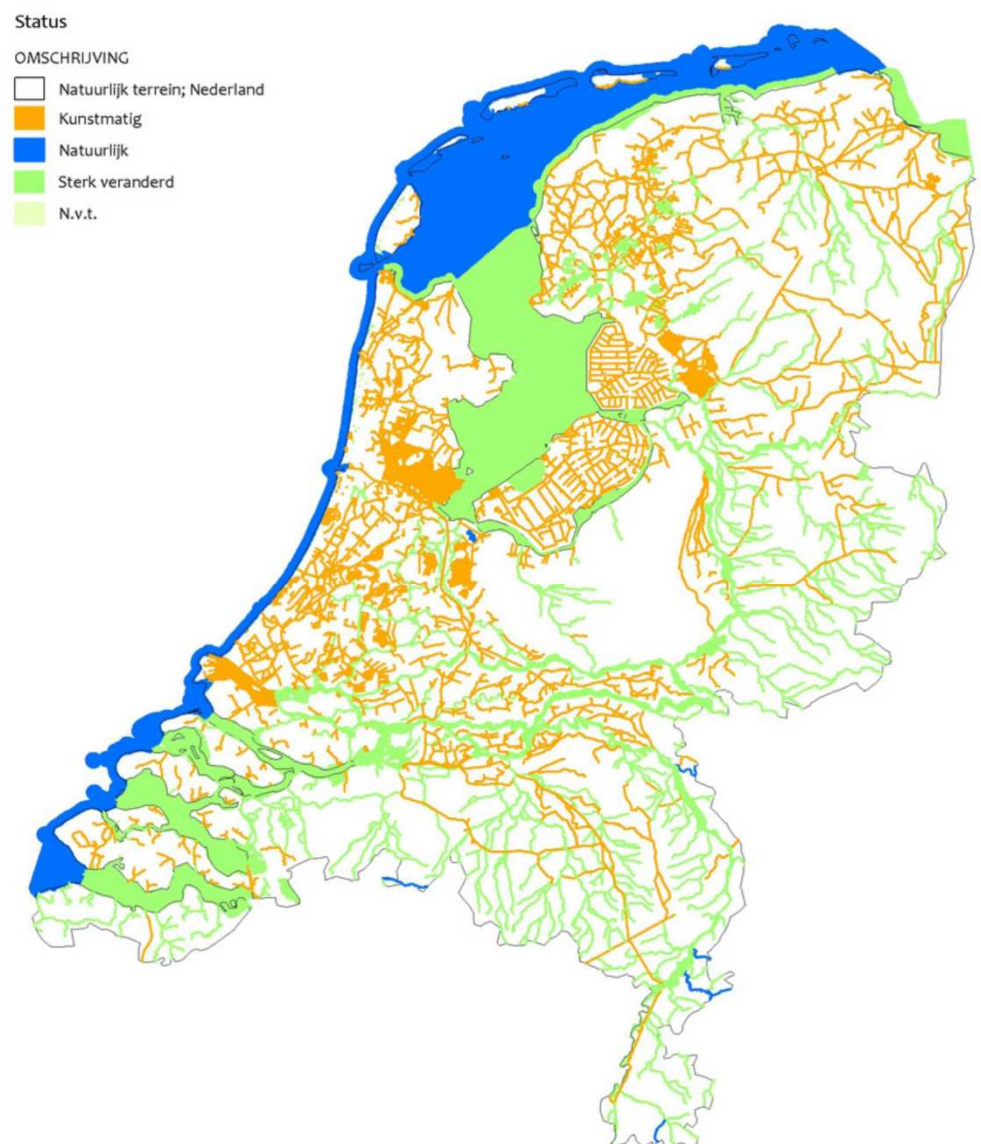 Status
OMSCHRIJVING
Natuurlijk terrein; Nederland
Kunstmatig
Natuurlijk
Sterk veranderd
N.v.t.